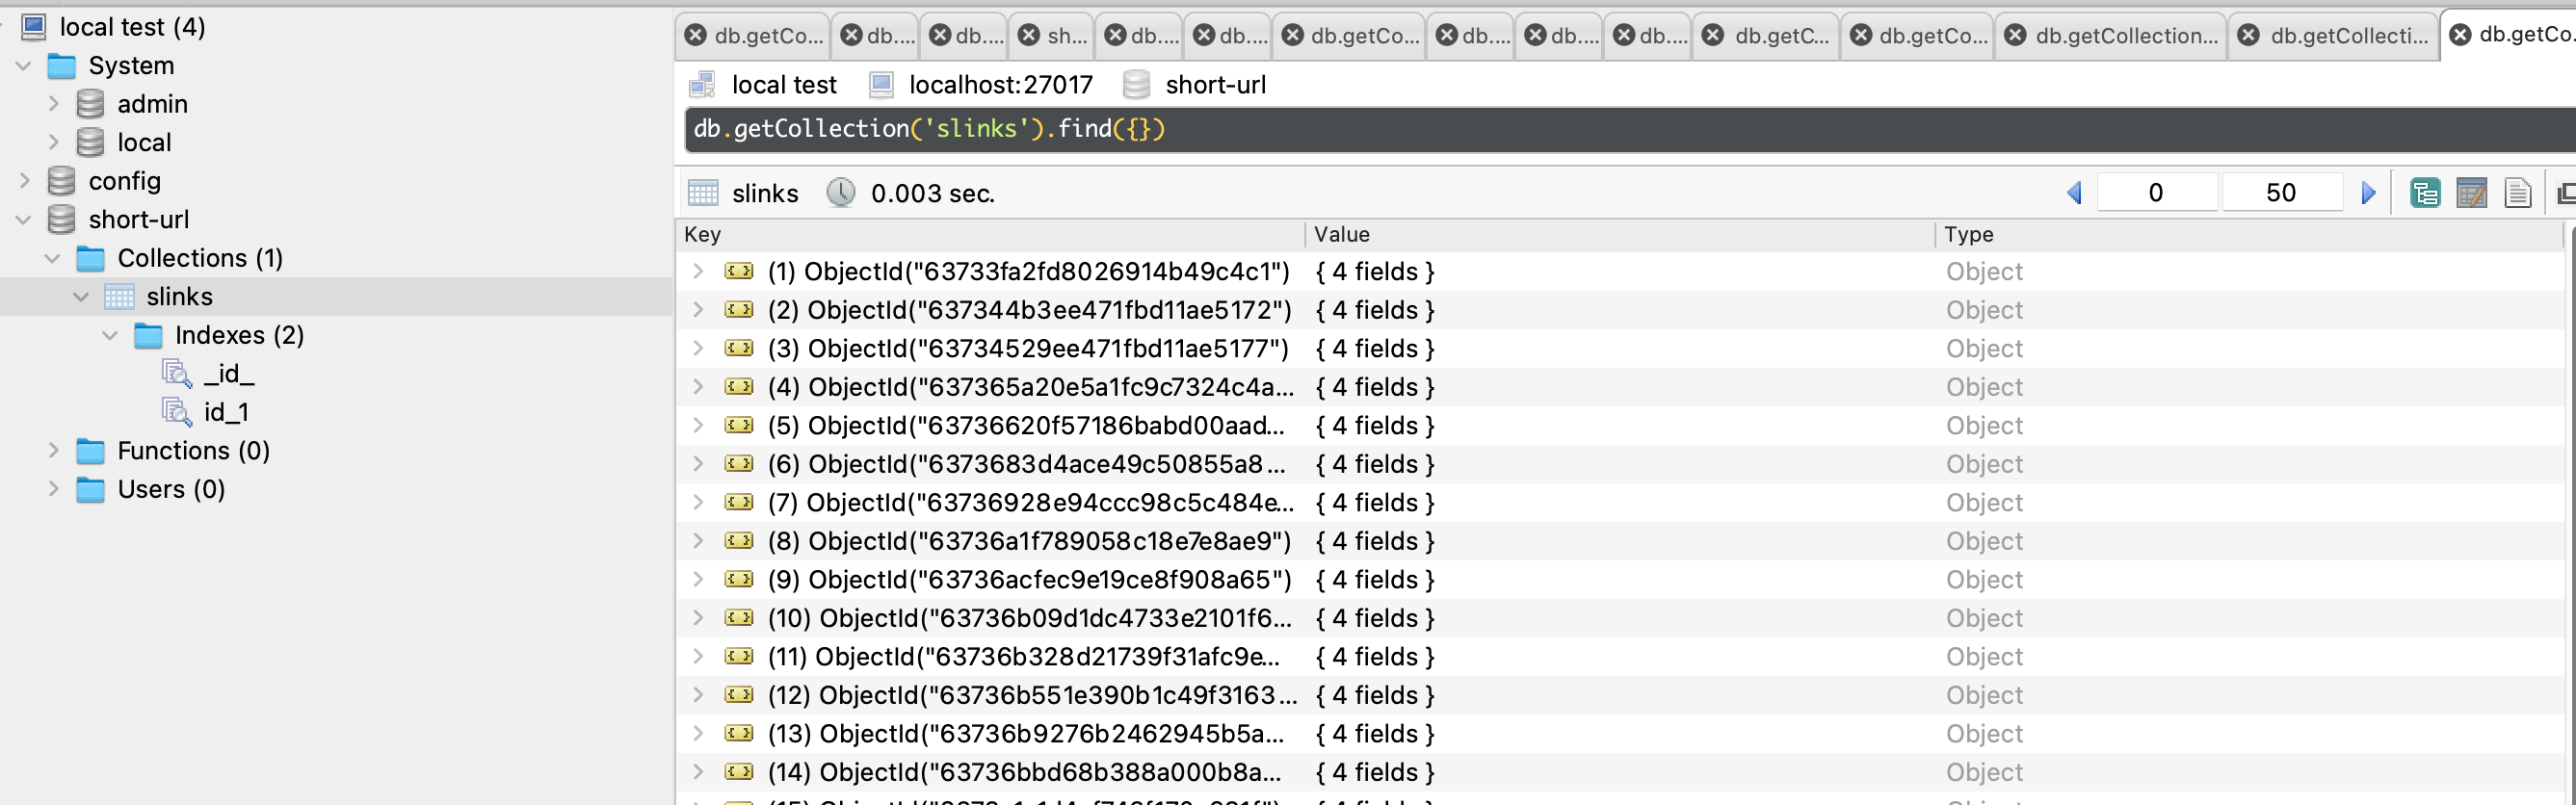 local test (4)
System
admin
local
config
short-url
Collections (1)
slinks
Indexes (2)
_id_
id_1
Functions (0)
Users (0)
db.getCo... db.... db.... sh... db.... db.... db.getCo... db.... db.... db.... db.getC... db.getCo... db.getCollection... db.getCollecti... db.getCo.
local test localhost:27017 short-url
db.getCollection('slinks').find({})
slinks 0.003 sec. 0 50
Key Value Type
(1) ObjectId("63733fa2fd8026914b49c4c1") { 4 fields } Object
(2) ObjectId("637344b3ee471fbd11ae5172") { 4 fields } Object
(3) ObjectId("63734529ee471fbd11ae5177") { 4 fields } Object
(4) ObjectId("637365a20e5a1fc9c7324c4a... { 4 fields } Object
(5) ObjectId("63736620f57186babd00aad... { 4 fields } Object
(6) ObjectId("6373683d4ace49c50855a8... { 4 fields } Object
(7) ObjectId("63736928e94ccc98c5c484e... { 4 fields } Object
(8) ObjectId("63736a1f789058c18e7e8ae9") { 4 fields } Object
(9) ObjectId("63736acfec9e19ce8f908a65") { 4 fields } Object
(10) ObjectId("63736b09d1dc4733e2101f6... { 4 fields } Object
(11) ObjectId("63736b328d21739f31afc9e... { 4 fields } Object
(12) ObjectId("63736b551e390b1c49f3163... { 4 fields } Object
(13) ObjectId("63736b9276b2462945b5a... { 4 fields } Object
(14) ObjectId("63736bbd68b388a000b8a... { 4 fields } Object